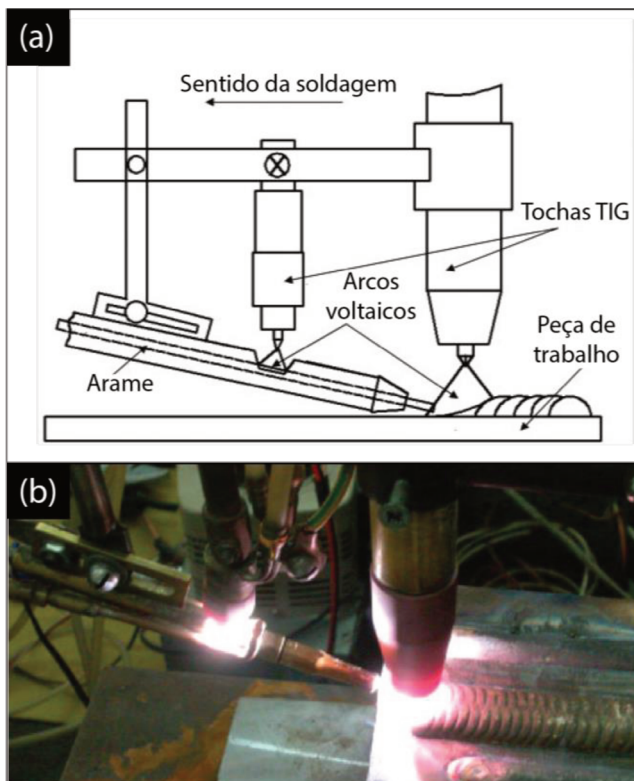 (a)
Sentido da soldagem
Tochas TIG
Arcos
voltaicos
Peça de
trabalho
Arame
(b)